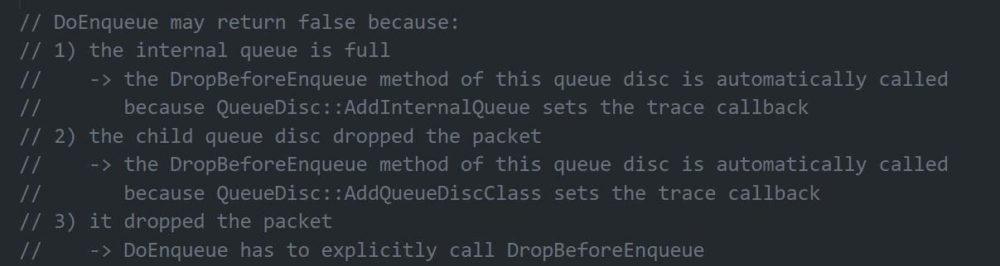 // DoEnqueue may return false because:
// 1) the internal queue is full
//    -> the DropBeforeEnqueue method of this queue disc is automatically called
//       because QueueDisc::AddInternalQueue sets the trace callback
// 2) the child queue disc dropped the packet
//    -> the DropBeforeEnqueue method of this queue disc is automatically called
//       because QueueDisc::AddQueueDiscClass sets the trace callback
// 3) it dropped the packet
//    -> DoEnqueue has to explicitly call DropBeforeEnqueue